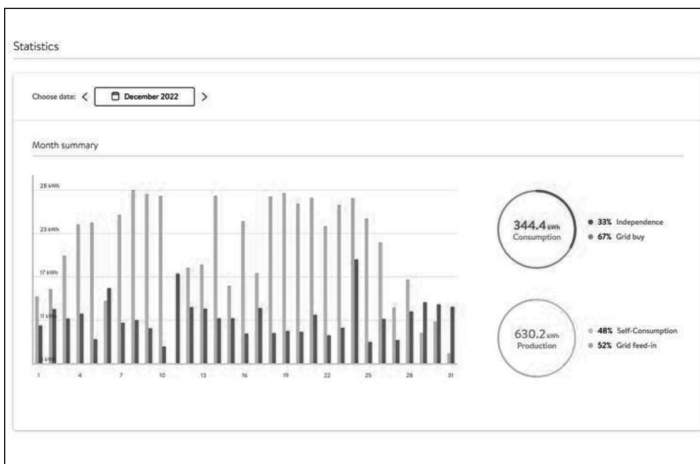 Statistics
Choose date: < December 2022 >
Month summary
28 kWh
23 kWh
17 kWh
11 kWh
kWh
1 4 7 10 13 16 19 22 25 28 31
344.4 kWh
Consumption
33% Independence
67% Grid buy
630.2 kWh
Production
48% Self-Consumption
52% Grid feed-in